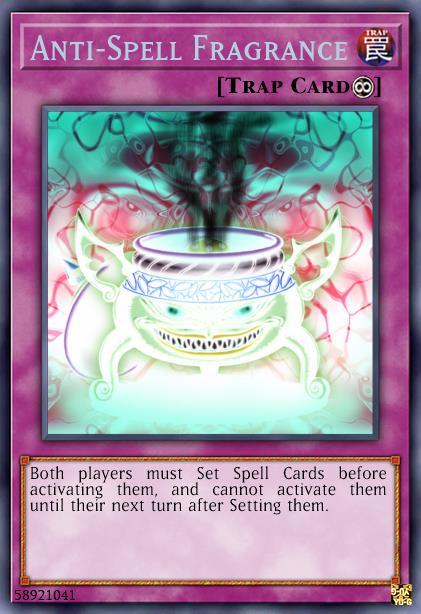 Anti-Spell Fragrance
TRAP
罠
[Trap Card]
Both players must Set Spell Cards before
activating them, and cannot activate them
until their next turn after Setting them.
58921041